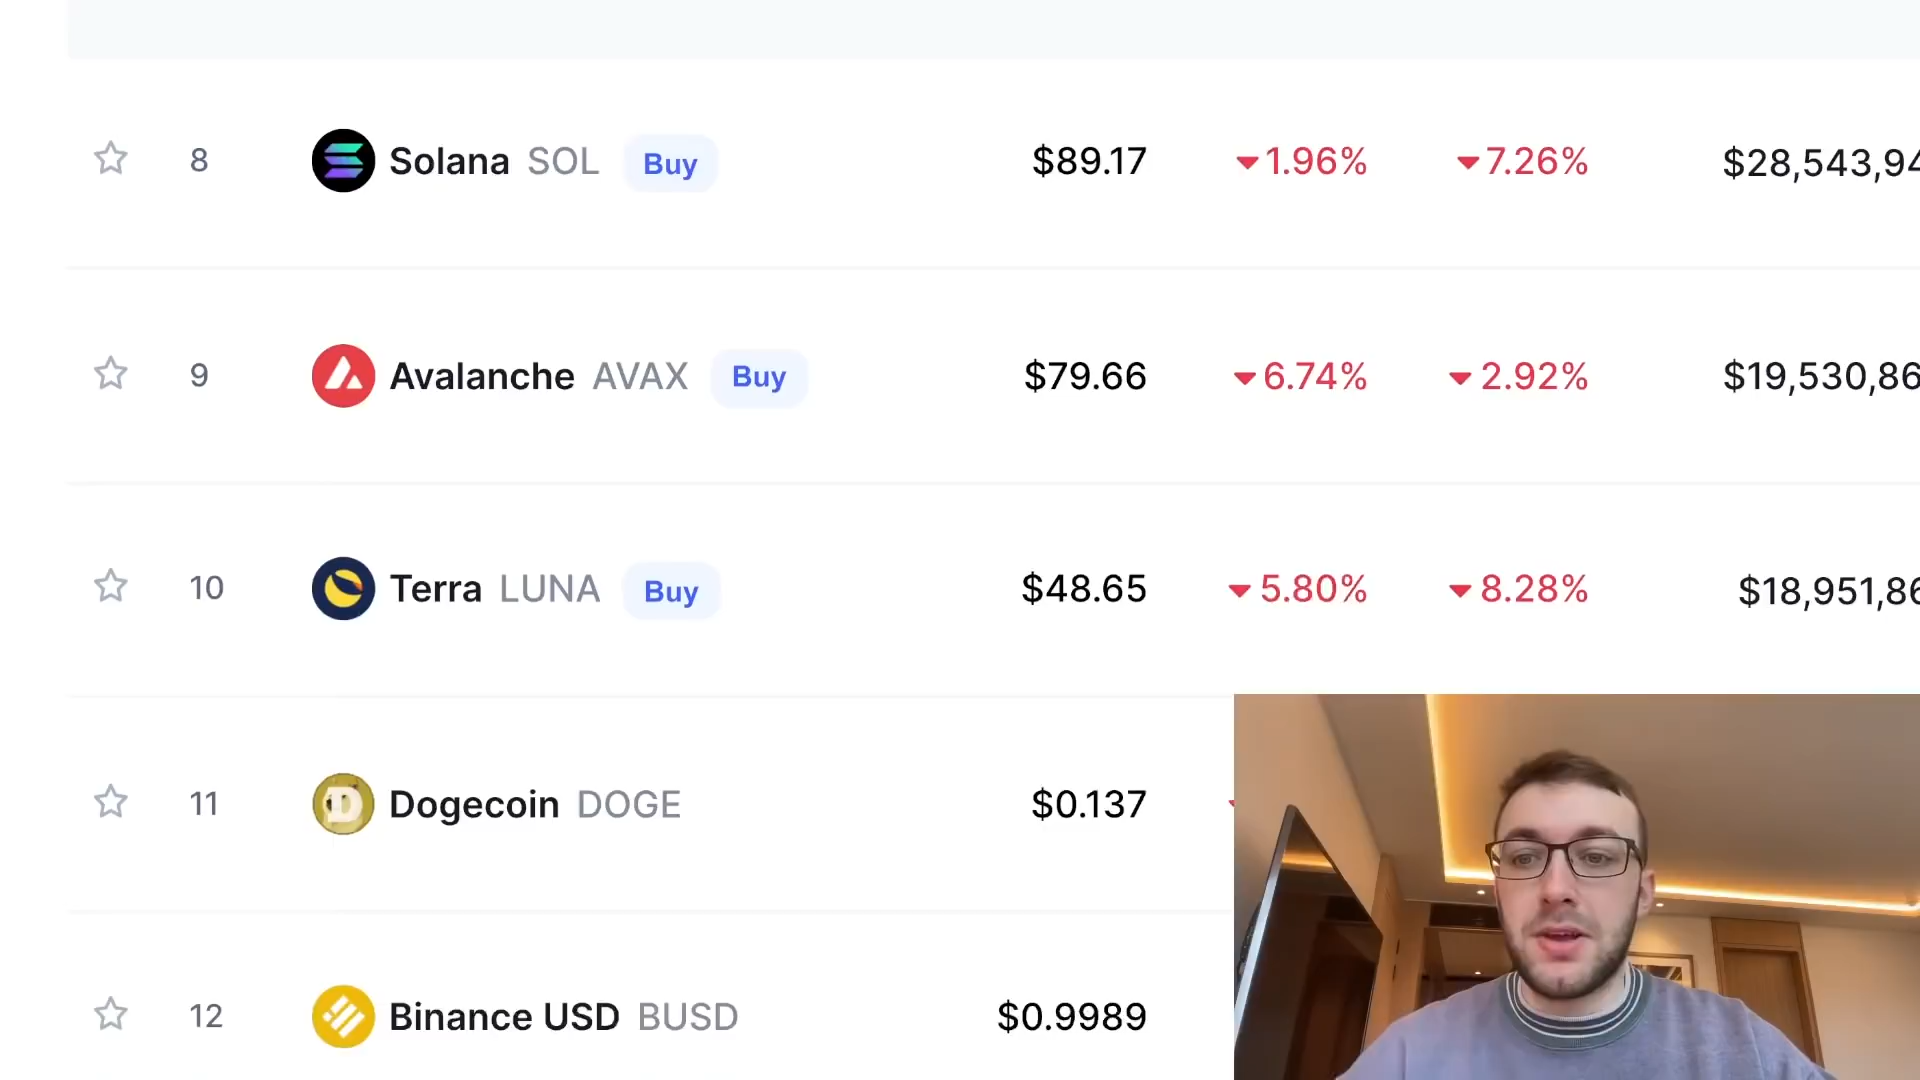 8 Solana SOL Buy $89.17 1.96% 7.26% $28,543,94
9 Avalanche AVAX Buy $79.66 6.74% 2.92% $19,530,86
10 Terra LUNA Buy $48.65 5.80% 8.28% $18,951,86
11 Dogecoin DOGE $0.137
12 Binance USD BUSD $0.9989